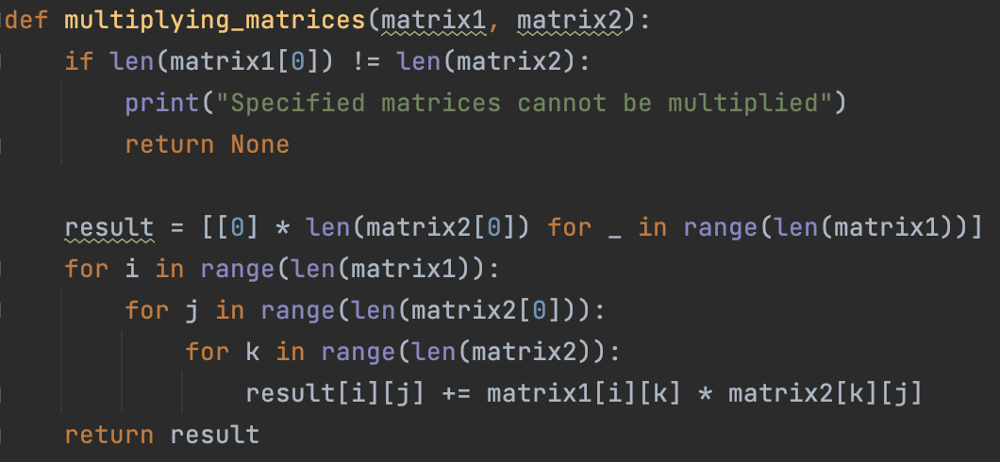 def multiplying_matrices(matrix1, matrix2):
    if len(matrix1[0]) != len(matrix2):
        print("Specified matrices cannot be multiplied")
        return None

    result = [[0] * len(matrix2[0]) for _ in range(len(matrix1))]
    for i in range(len(matrix1)):
        for j in range(len(matrix2[0])):
            for k in range(len(matrix2)):
                result[i][j] += matrix1[i][k] * matrix2[k][j]
    return result